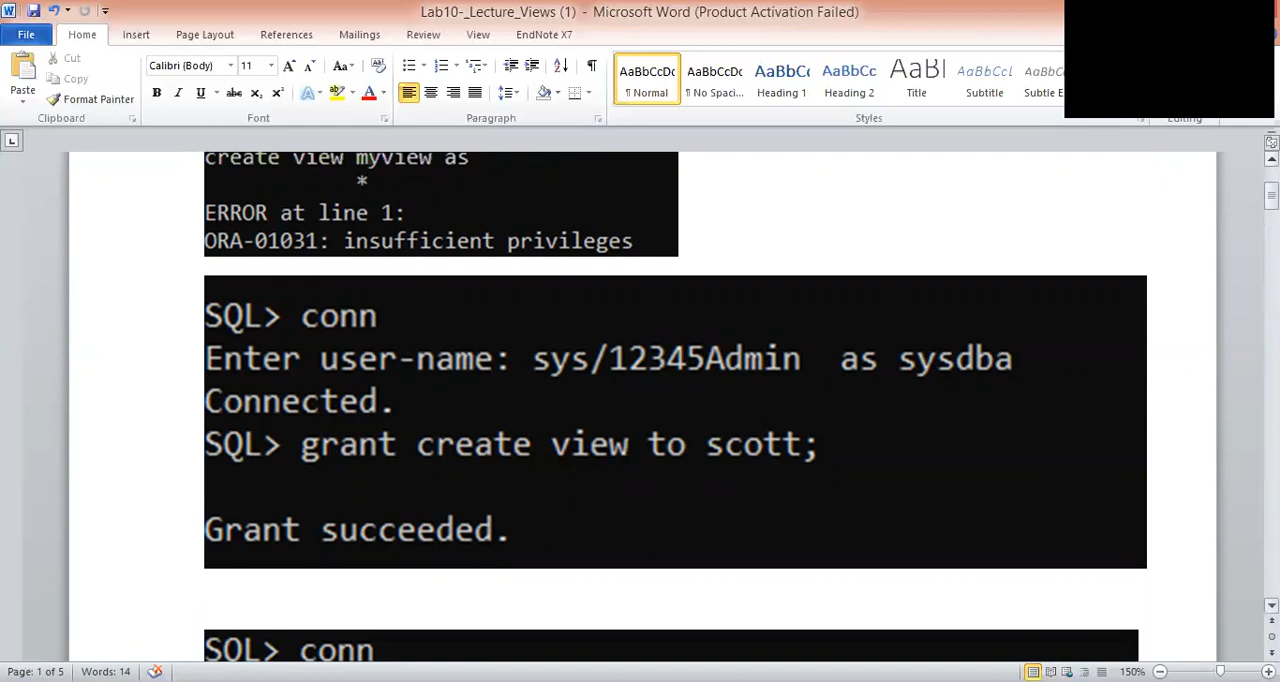 Lab10-_Lecture_Views (1) - Microsoft Word (Product Activation Failed)
File Home Insert Page Layout References Mailings Review View EndNote X7
Paste
Cut
Copy
Format Painter
Clipboard
Calibri (Body) 11
Font
Paragraph
AaBbCcDc AaBbCcDc AaBbCc AaBbCc AaBl AaBbCcL AaBbCc
¶ Normal ¶ No Spaci... Heading 1 Heading 2 Title Subtitle Subtle E
Styles
Editing
create view myview as
*
ERROR at line 1:
ORA-01031: insufficient privileges
SQL> conn
Enter user-name: sys/12345Admin as sysdba
Connected.
SQL> grant create view to scott;
Grant succeeded.
SQL> conn
Page: 1 of 5 Words: 14 150%